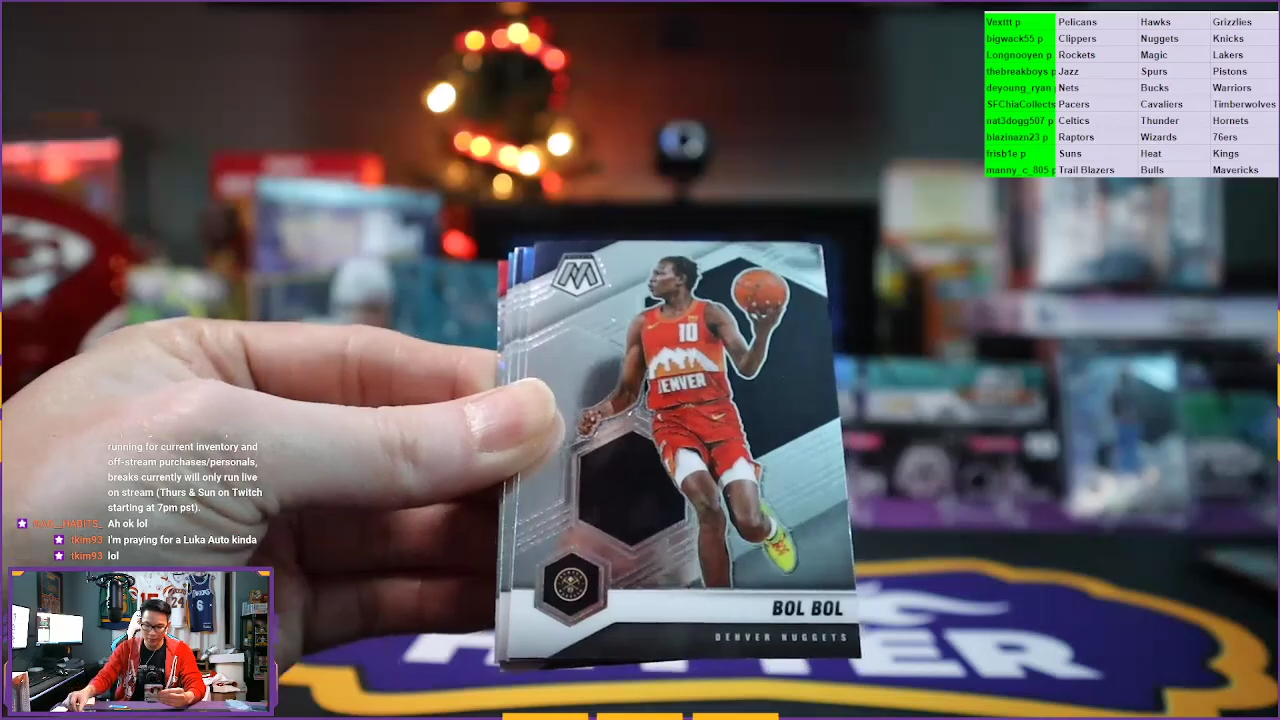 Vexttt p Pelicans Hawks Grizzlies
bigwack55 p Clippers Nuggets Knicks
Longnooyen p Rockets Magic Lakers
thebreakboys p Jazz Spurs Pistons
deyoung_ryan Nets Bucks Warriors
SFChiaCollects Pacers Cavaliers Timberwolves
nat3dogg507 p Celtics Thunder Hornets
blazinazn23 p Raptors Wizards 76ers
frisb1e p Suns Heat Kings
manny_c_805 p Trail Blazers Bulls Mavericks
M
10
DENVER
BOL BOL
DENVER NUGGETS
running for current inventory and
off-stream purchases/personals,
breaks currently will only run live
on stream (Thurs & Sun on Twitch
starting at 7pm pst).
Ah ok lol
tkim93 I'm praying for a Luka Auto kinda
tkim93 lol